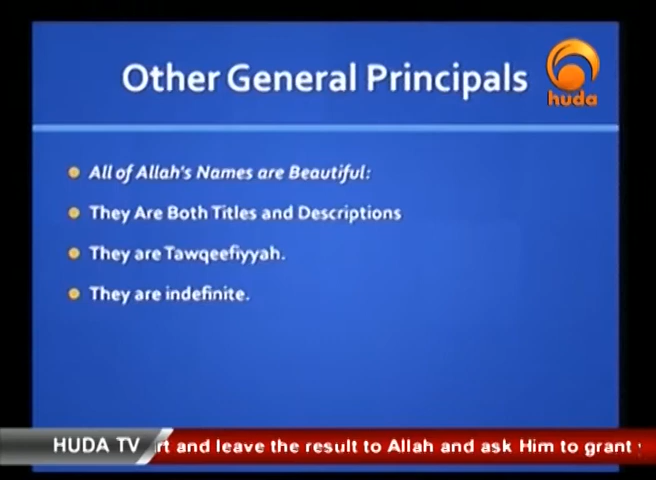 Other General Principals
huda
All of Allah's Names are Beautiful:
They Are Both Titles and Descriptions
They are Tawqeefiyyah.
They are indefinite.
HUDA TV
and leave the result to Allah and ask Him to grant